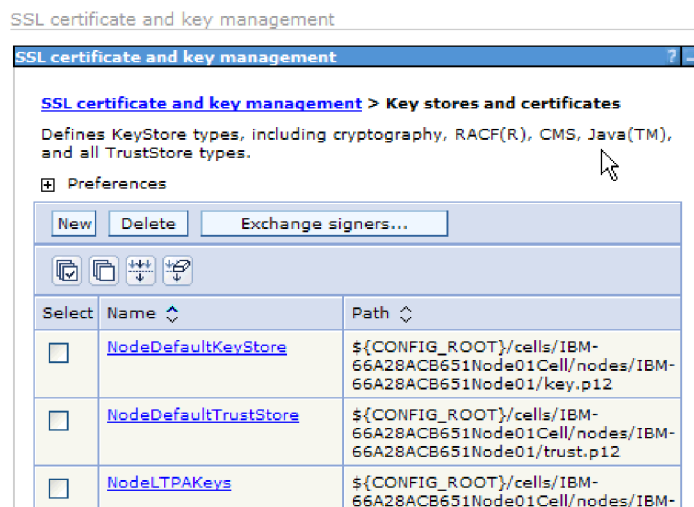 SSL certificate and key management
SSL certificate and key management ? -
SSL certificate and key management > Key stores and certificates
Defines KeyStore types, including cryptography, RACF(R), CMS, Java(TM),
and all TrustStore types.
Preferences
New Delete Exchange signers...
Select Name Path
NodeDefaultKeyStore ${CONFIG_ROOT}/cells/IBM-
66A28ACB651Node01Cell/nodes/IBM-
66A28ACB651Node01/key.p12
NodeDefaultTrustStore ${CONFIG_ROOT}/cells/IBM-
66A28ACB651Node01Cell/nodes/IBM-
66A28ACB651Node01/trust.p12
NodeLTPAKeys ${CONFIG_ROOT}/cells/IBM-
66A28ACB651Node01Cell/nodes/IBM-